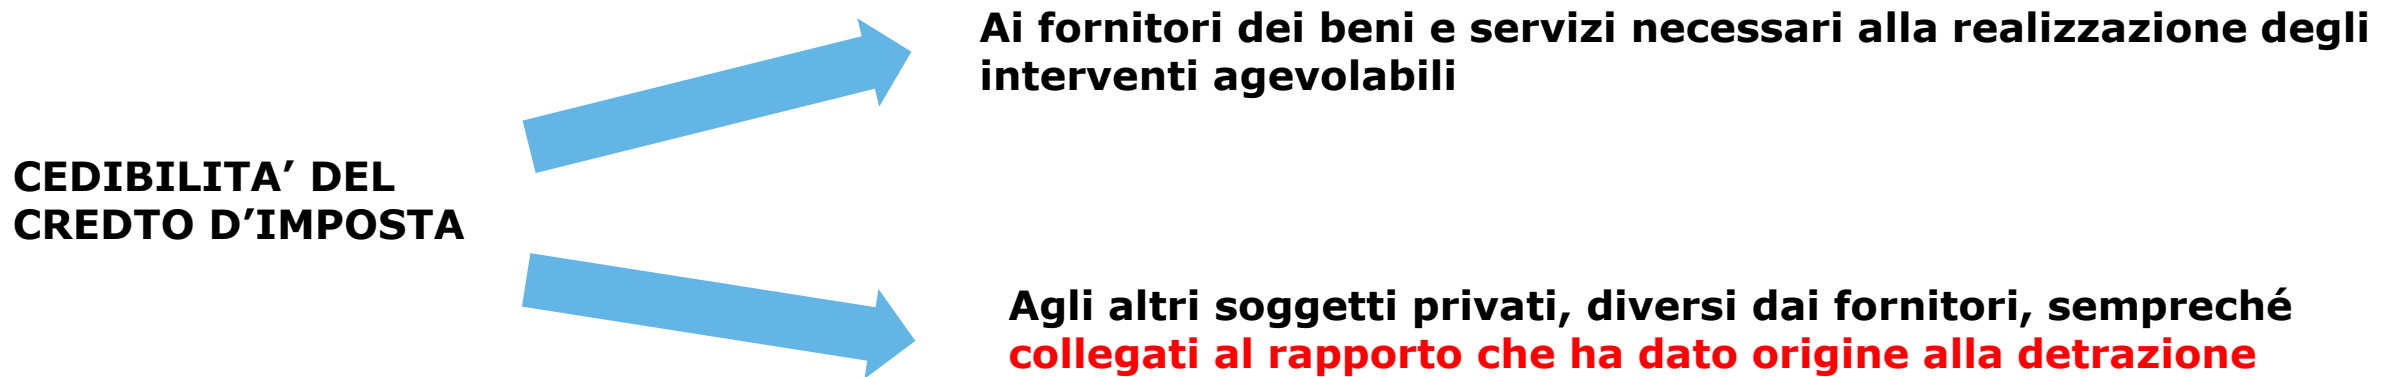 Ai fornitori dei beni e servizi necessari alla realizzazione degli
interventi agevolabili
CEDIBILITA’ DEL
CREDTO D’IMPOSTA
Agli altri soggetti privati, diversi dai fornitori, sempreché
collegati al rapporto che ha dato origine alla detrazione